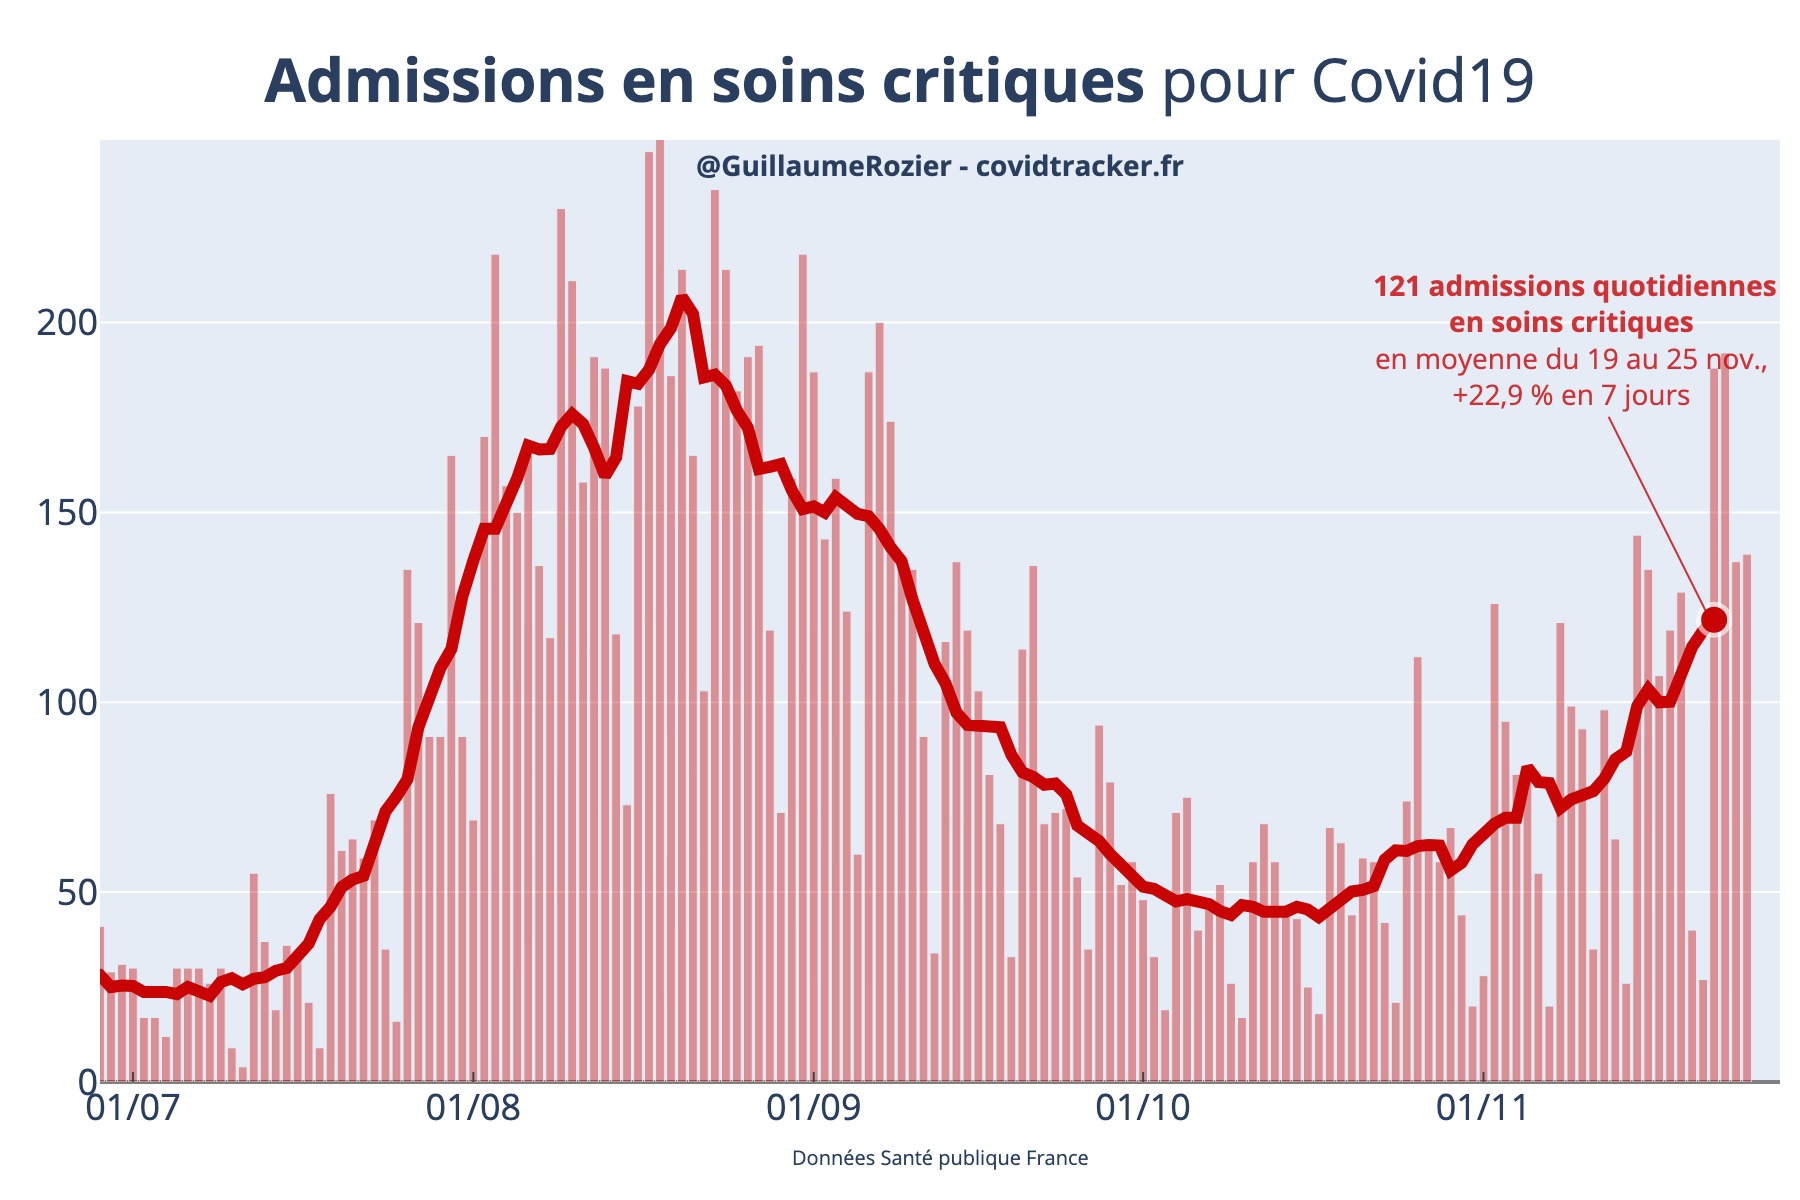 Admissions en soins critiques pour Covid19
@GuillaumeRozier - covidtracker.fr
121 admissions quotidiennes
en soins critiques
en moyenne du 19 au 25 nov.,
+22,9 % en 7 jours
200
150
100
50
0
01/07
01/08
01/09
01/10
01/11
Données Santé publique France